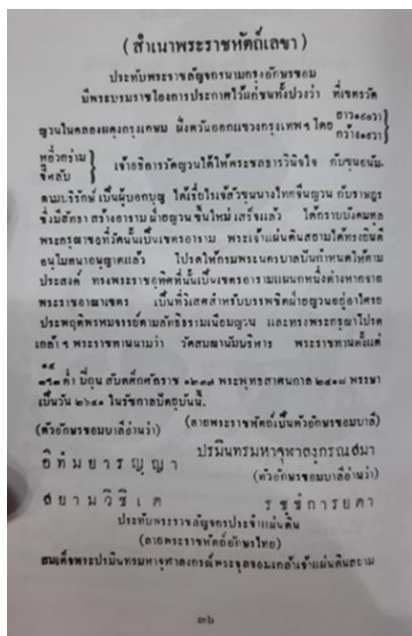 (สำเนาพระราชหัตถ์เลขา)
ประทับพระราชลัญจกรนามกรุงอักษรขอม
มีพระบรมราชโองการประกาศไว้แก่ชนทั้งปวงว่า ที่เขตรวัด
ญวนในคลองผดุงกรุงเกษม ฝั่งตวันออกแขวงกรุงเทพฯ โดย ยาว วา กว้าง วา
หยี่วกร่าม ขี่หลับ } เจ้าอธิการวัดญวนได้ให้พระชลธารวินิจใจ กับขุนอนัม.
คามบริรักษ์ เป็นผู้บอกบุญ ได้เรี่ยไรเจ้สัวขุนนางไทยจีนญวน กับราษฎร
ซึ่งมีศัทธา สร้างอาราม ฝ่ายญวน ขึ้นใหม่ เสร็จแล้ว ได้กราบบังคมทูล
พระกรุณาขอที่วัดนั้นเป็นเขตรอาราม พระเจ้าแผ่นดินสยามได้ทรงยินดี
อนุโมทนาอนุญาตแล้ว โปรดให้กรมพระนครบาลปันกำหนดให้ตาม
ประสงค์ ทรงพระราชอุทิศที่นั้นเป็นเขตรอารามแผนกหนึ่งต่างหากจาก
พระราชอาณาเขตร เป็นที่วิเศศสำหรับบรรพชิตฝ่ายญวนอยู่อาไศรย
ประพฤติพรหมจรรย์ตามลัทธิธรรมเนียมญวน และทรงพระกรุณาโปรด
เกล้าฯ พระราชทานนามว่า วัดสมณานัมบริหาร พระราชทานตั้งแต่
ค่ำ ปีกุน สัปตศกศักราช ๑๒๓๗ พระพุทธสาศนกาล ๒๔๑๘ พรรษา
เป็นวัน ๒๖๔๑ ในรัชกาลปัตยุบันนี้.
(ลายพระราชหัตถ์เป็นตัวอักษรขอมบาลี)
(ตัวอักษรขอมบาลีอ่านว่า) ปรมินทรมหาจุฬาลงกรณสมา
อิทิมยารญฺญา (ตัวอักษรขอมบาลีอ่านว่า)
สยามวิชิเต รชฺชํการยตา
ประทับพระราชลัญจกรประจำแผ่นดิน
(ลายพระราชหัตถ์อักษรไทย)
สมเด็จพระปรมินทรมหาจุฬาลงกรณ์พระจุลจอมเกล้าเจ้าแผ่นดินสยาม
๓๖